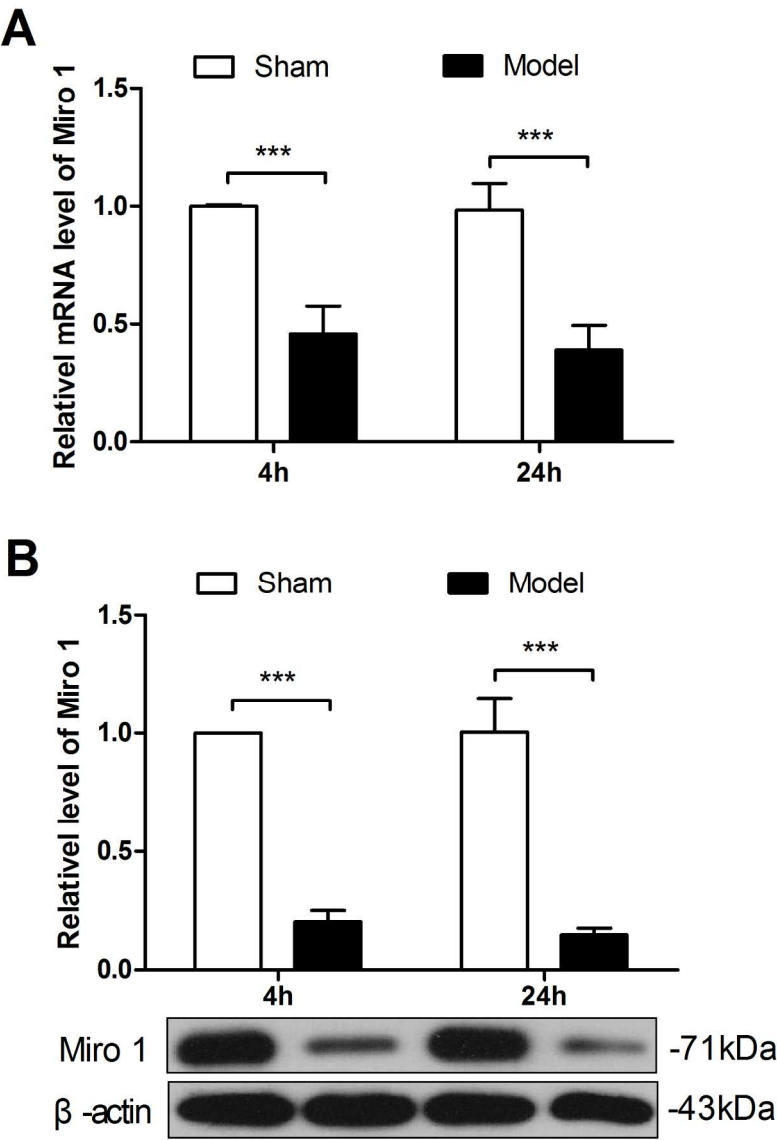 A
Sham Model
Relativel mRNA level of Miro 1
1.5
1.0
0.5
0.0
***
***
4h 24h
B
Sham Model
Relativel level of Miro 1
1.5
1.0
0.5
0.0
***
***
4h 24h
Miro 1 -71kDa
β -actin -43kDa